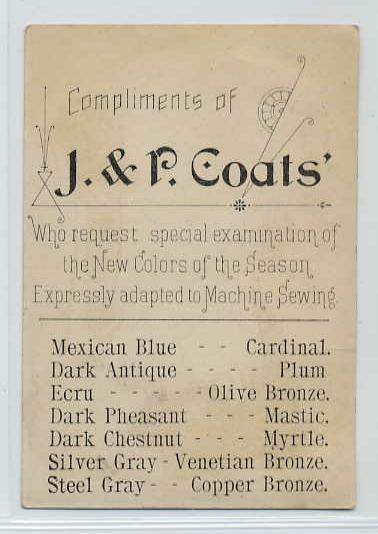 Compliments of
J. & P. Coats'
Who request special examination of
the New Colors of the Season
Expressly adapted to Machine Sewing.
Mexican Blue - - Cardinal.
Dark Antique - - - - Plum
Ecru - - - - - Olive Bronze.
Dark Pheasant - - - Mastic.
Dark Chestnut - - - Myrtle.
Silver Gray - Venetian Bronze.
Steel Gray - - Copper Bronze.